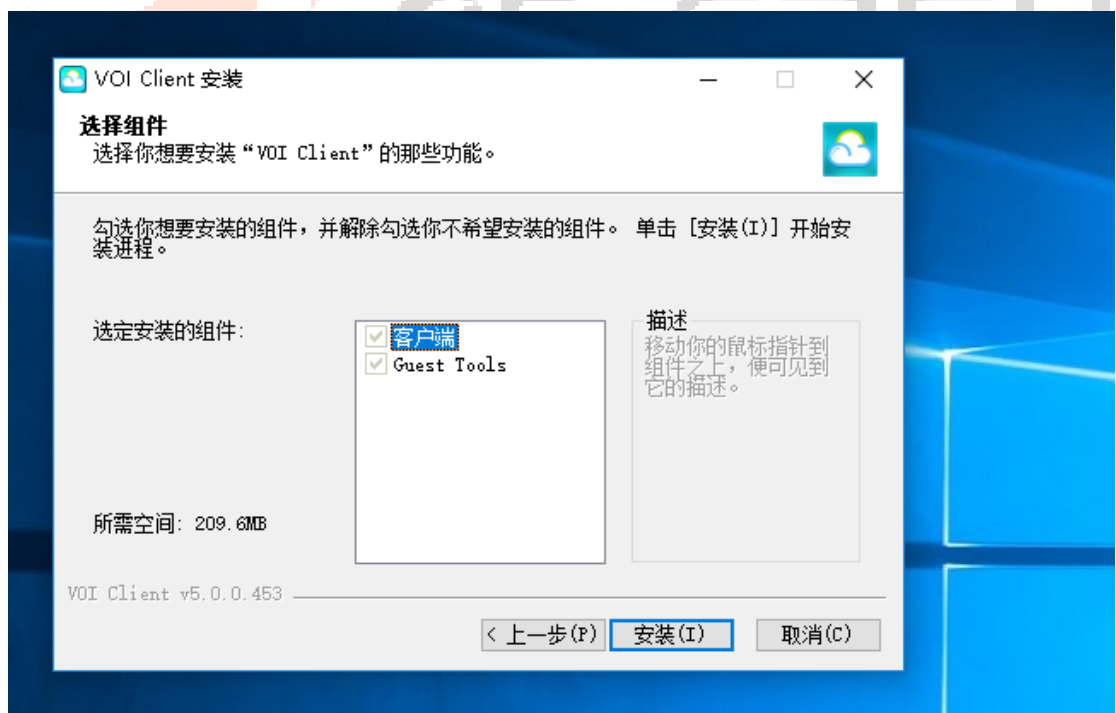 VOI Client 安装
选择组件
选择你想要安装“VOI Client”的那些功能。
勾选你想要安装的组件，并解除勾选你不希望安装的组件。 单击 [安装(I)] 开始安
装进程。
选定安装的组件:
客户端
Guest Tools
描述
移动你的鼠标指针到
组件之上，便可见到
它的描述。
所需空间: 209.6MB
VOI Client v5.0.0.453
< 上一步(P)
安装(I)
取消(C)